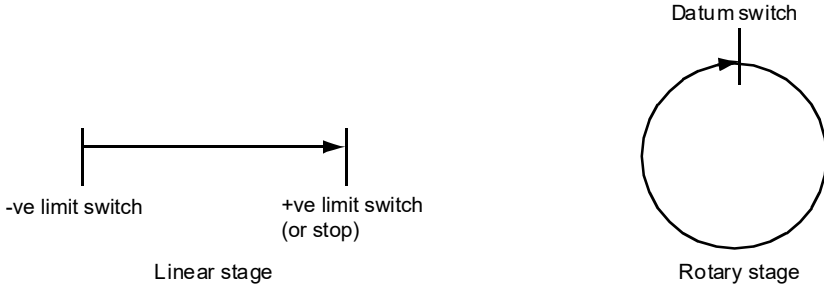 Datum switch
-ve limit switch
+ve limit switch
(or stop)
Linear stage
Rotary stage